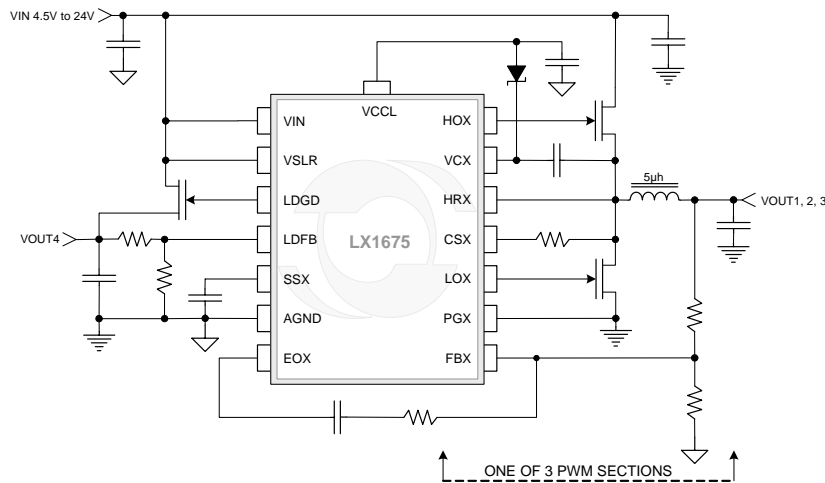 VIN 4.5V to 24V
VCCL
VIN
HOX
VSLR
VCX
LDGD
HRX
5µh
VOUT1, 2, 3
VOUT4
LDFB
LX1675
CSX
SSX
LOX
AGND
PGX
EOX
FBX
ONE OF 3 PWM SECTIONS